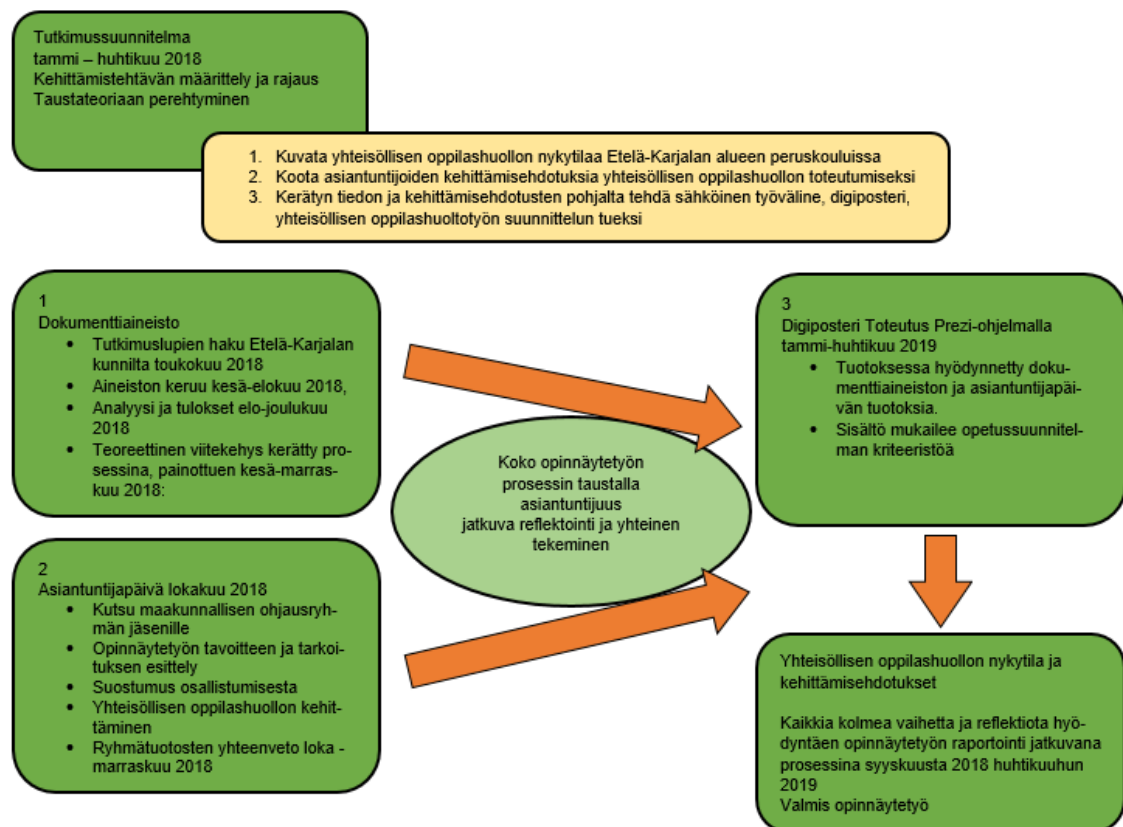 Tutkimussuunnitelma
tammi – huhtikuu 2018
Kehittämistehtävän määrittely ja rajaus
Taustateoriaan perehtyminen
1. Kuvata yhteisöllisen oppilashuollon nykytilaa Etelä-Karjalan alueen peruskouluissa
2. Koota asiantuntijoiden kehittämisehdotuksia yhteisöllisen oppilashuollon toteutumiseksi
3. Kerätyn tiedon ja kehittämisehdotusten pohjalta tehdä sähköinen työväline, digiposteri,
yhteisöllisen oppilashuoltotyön suunnittelun tueksi
1
Dokumenttiaineisto
• Tutkimuslupien haku Etelä-Karjalan
kunnilta toukokuu 2018
• Aineiston keruu kesä-elokuu 2018,
• Analyysi ja tulokset elo-joulukuu
2018
• Teoreettinen viitekehys kerätty pro-
sessina, painottuen kesä-marras-
kuu 2018:
2
Asiantuntijapäivä lokakuu 2018
• Kutsu maakunnallisen ohjausryh-
män jäsenille
• Opinnäytetyön tavoitteen ja tarkoi-
tuksen esittely
• Suostumus osallistumisesta
• Yhteisöllisen oppilashuollon kehit-
täminen
• Ryhmätuotosten yhteenveto loka -
marraskuu 2018
Koko opinnäytetyön
prosessin taustalla
asiantuntijuus
jatkuva reflektointi ja yhteinen
tekeminen
3
Digiposteri Toteutus Prezi-ohjelmalla
tammi-huhtikuu 2019
• Tuotoksessa hyödynnetty doku-
menttiaineiston ja asiantuntijapäi-
vän tuotoksia.
• Sisältö mukailee opetussuunnitel-
man kriteeristöä
Yhteisöllisen oppilashuollon nykytila ja
kehittämisehdotukset
Kaikkia kolmea vaihetta ja reflektiota hyö-
dyntäen opinnäytetyön raportointi jatkuvana
prosessina syyskuusta 2018 huhtikuuhun
2019
Valmis opinnäytetyö